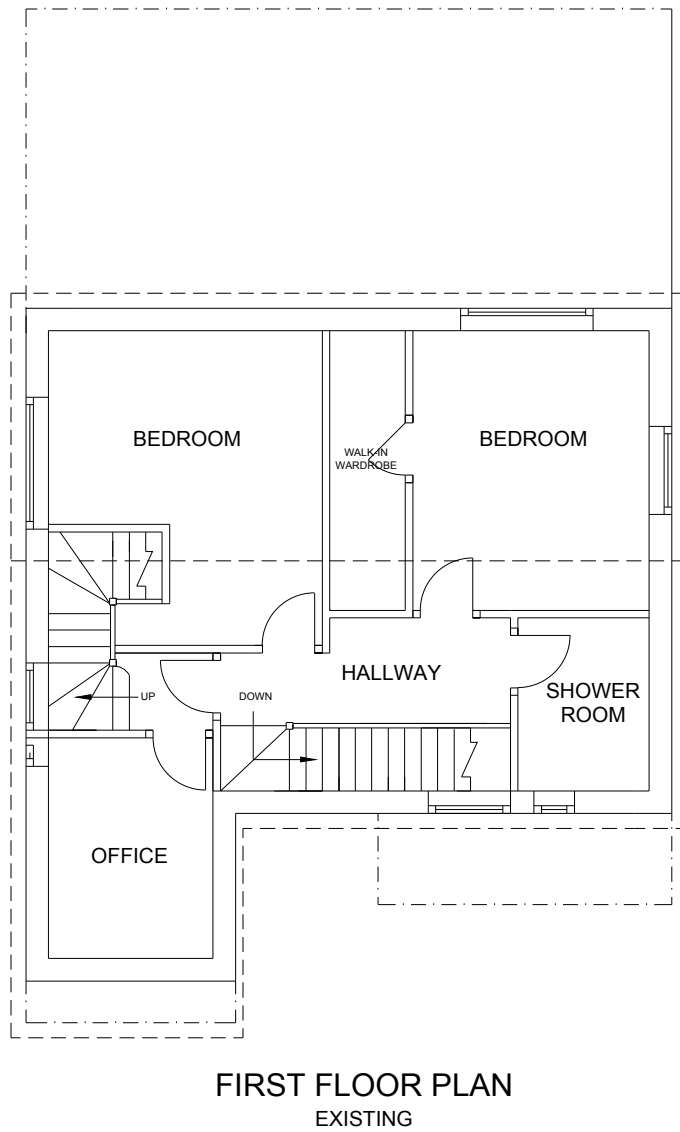 BEDROOM
BEDROOM
WALK-IN
WARDROBE
HALLWAY
SHOWER
ROOM
UP
DOWN
OFFICE
FIRST FLOOR PLAN
EXISTING